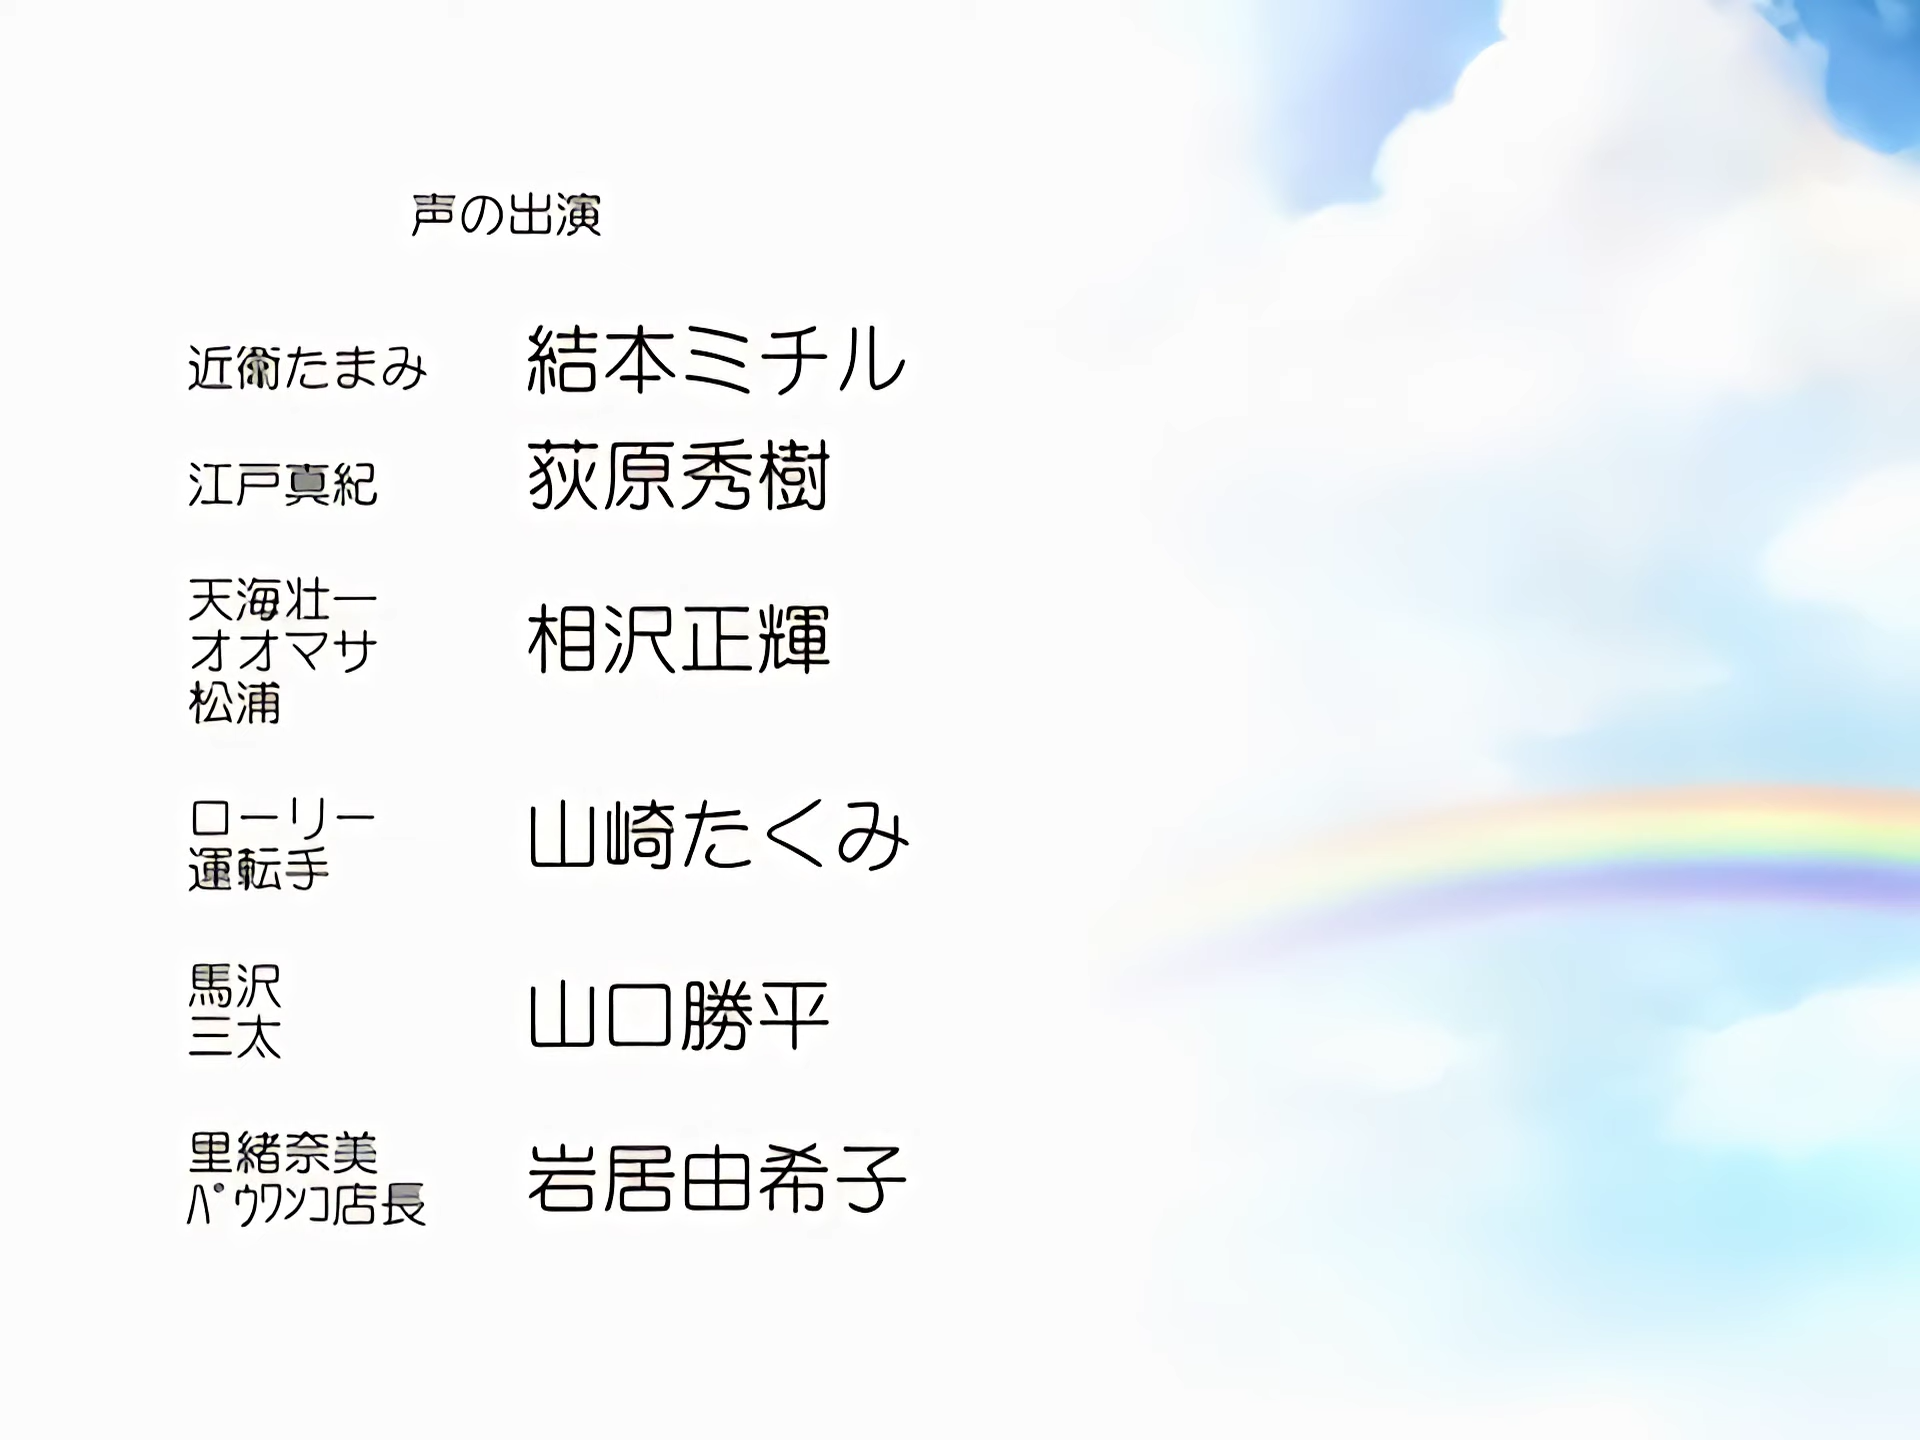 声の出演
近衛たまみ 結本ミチル
江戸真紀 荻原秀樹
天海壮一
オオマサ 相沢正輝
松浦
ローリー
運転手 山崎たくみ
馬沢
三太 山口勝平
里緒奈美
ﾊﾟｳﾜﾝｺ店長 岩居由希子